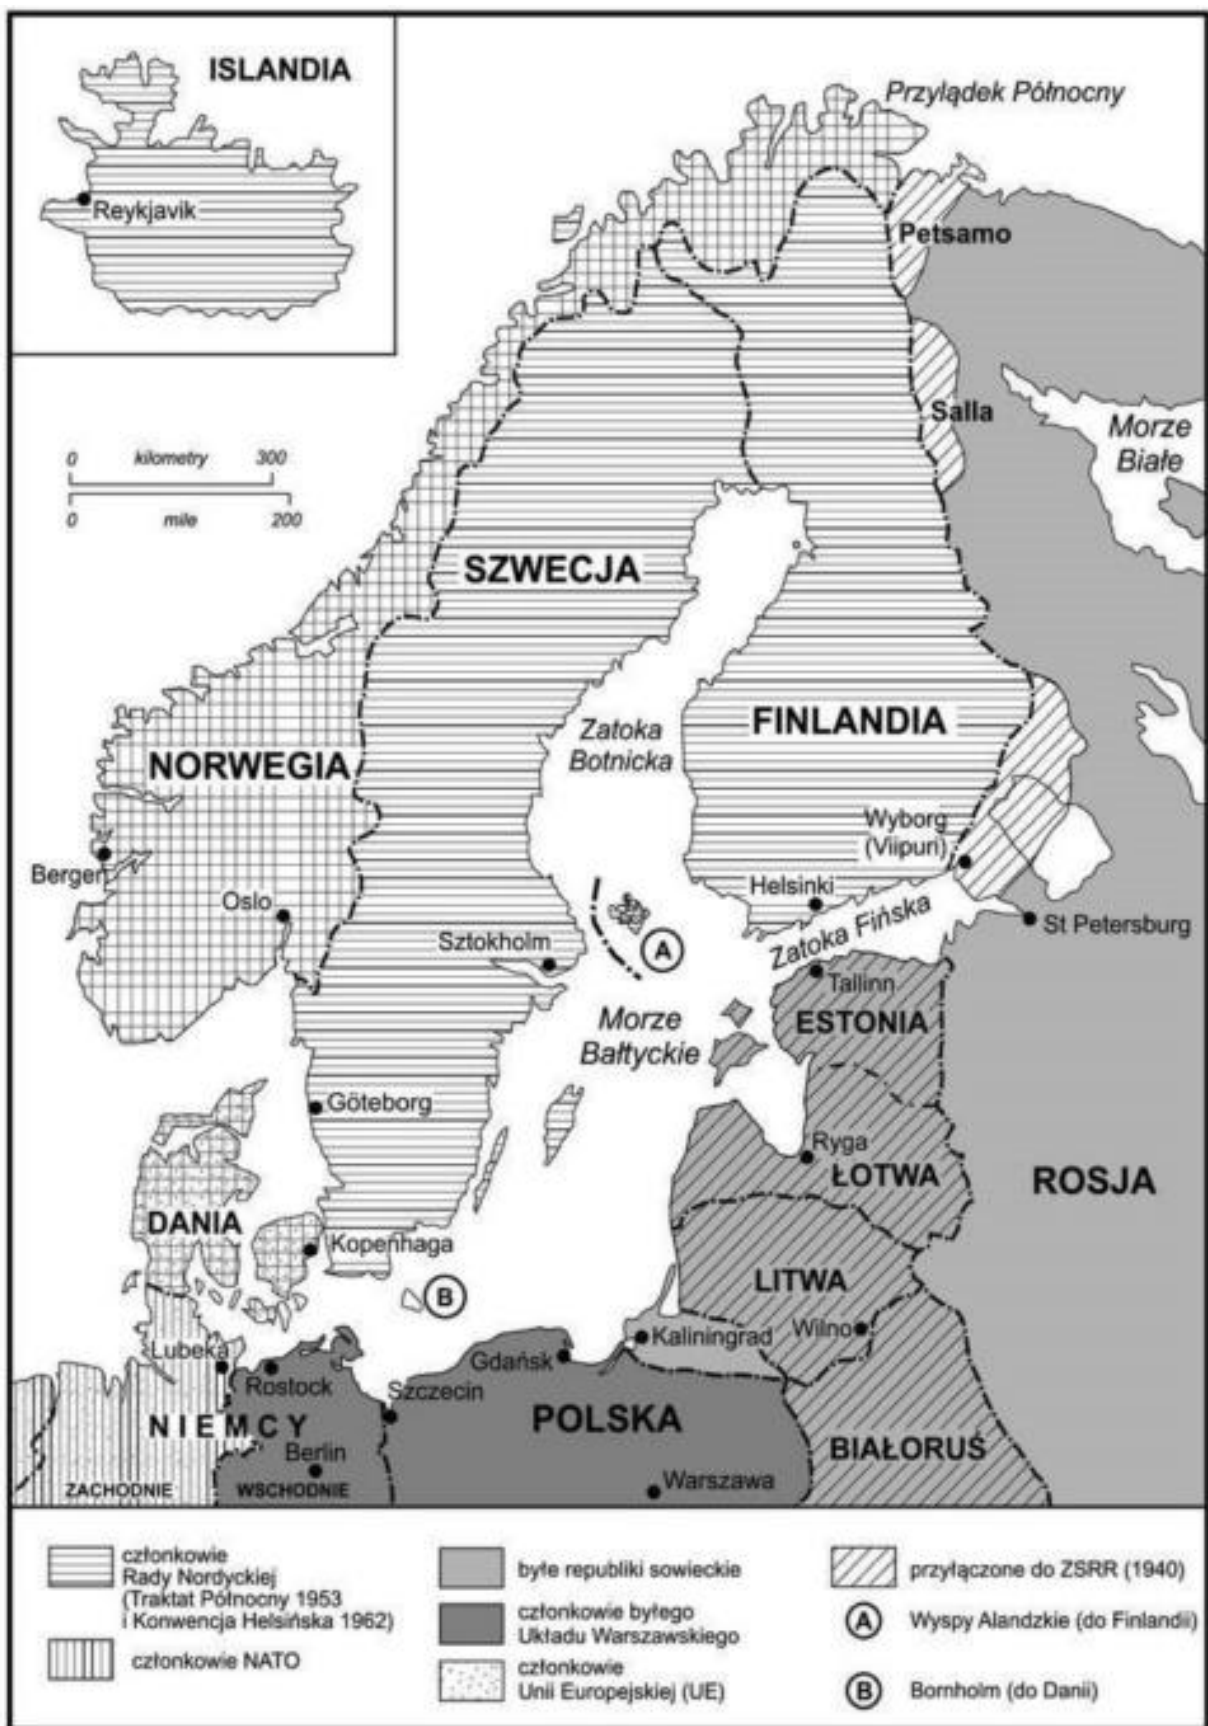 ISLANDIA
Reykjavik
Przylądek Północny
Petsamo
Salla
Morze
Białe
0 kilometry 300
0 mile 200
SZWECJA
FINLANDIA
Zatoka
Botnicka
NORWEGIA
Wyborg
(Viipuri)
Bergen
Oslo
Helsinki
Zatoka Fińska
St Petersburg
Sztokholm
A
Tallinn
Morze
Bałtyckie
ESTONIA
Göteborg
Ryga
ŁOTWA
ROSJA
DANIA
Kopenhaga
LITWA
B
Kaliningrad
Wilno
Lubeka
Rostock
Gdańsk
Szczecin
NIEMCY
POLSKA
BIAŁORUŚ
Berlin
ZACHODNIE
WSCHODNIE
Warszawa
członkowie
Rady Nordyckiej
(Traktat Północny 1953
i Konwencja Helsińska 1962)
członkowie NATO
byłe republiki sowieckie
członkowie byłego
Układu Warszawskiego
członkowie
Unii Europejskiej (UE)
przyłączone do ZSRR (1940)
A Wyspy Alandzkie (do Finlandii)
B Bornholm (do Danii)